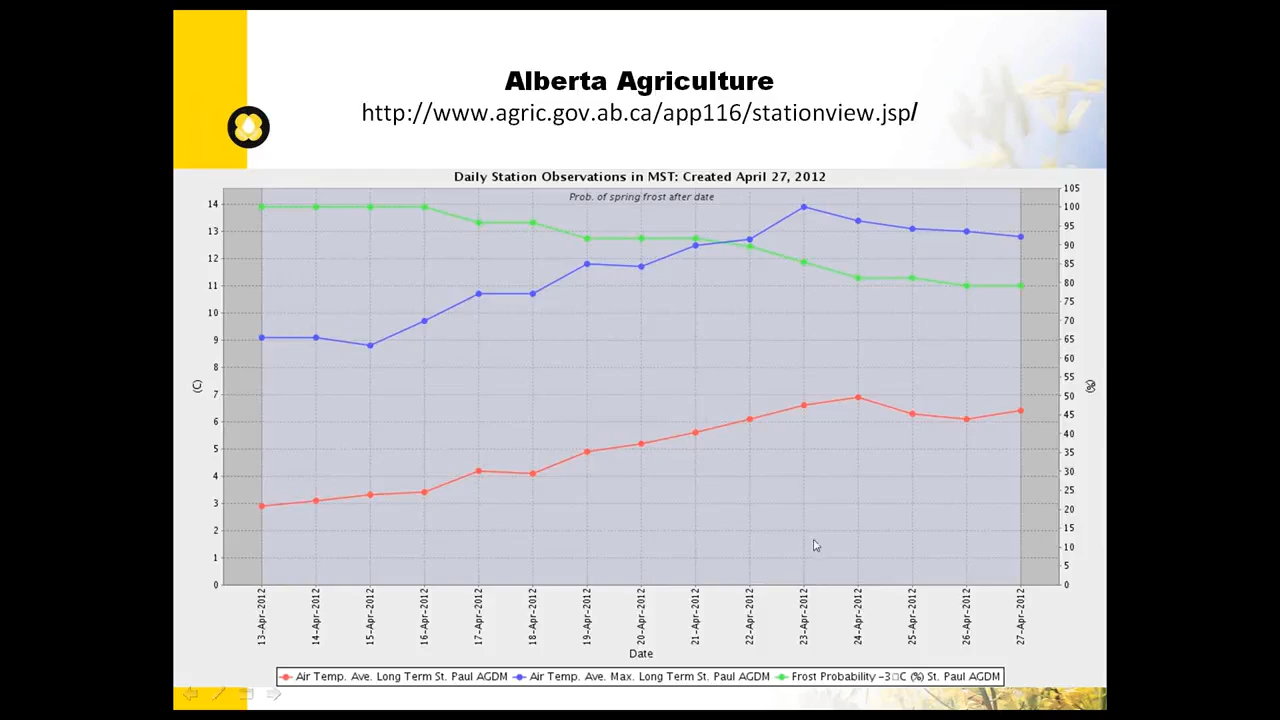 Alberta Agriculture
http://www.agric.gov.ab.ca/app116/stationview.jsp/
Daily Station Observations in MST: Created April 27, 2012
Prob. of spring frost after date
14
13
12
11
10
9
8
7
6
5
4
3
2
1
0
(C)
105
100
95
90
85
80
75
70
65
60
55
50
45
40
35
30
25
20
15
10
5
0
(%)
13-Apr-2012
14-Apr-2012
15-Apr-2012
16-Apr-2012
17-Apr-2012
18-Apr-2012
19-Apr-2012
20-Apr-2012
21-Apr-2012
22-Apr-2012
23-Apr-2012
24-Apr-2012
25-Apr-2012
26-Apr-2012
27-Apr-2012
Date
Air Temp. Ave. Long Term St. Paul AGDM Air Temp. Ave. Max. Long Term St. Paul AGDM Frost Probability -3□C (%) St. Paul AGDM